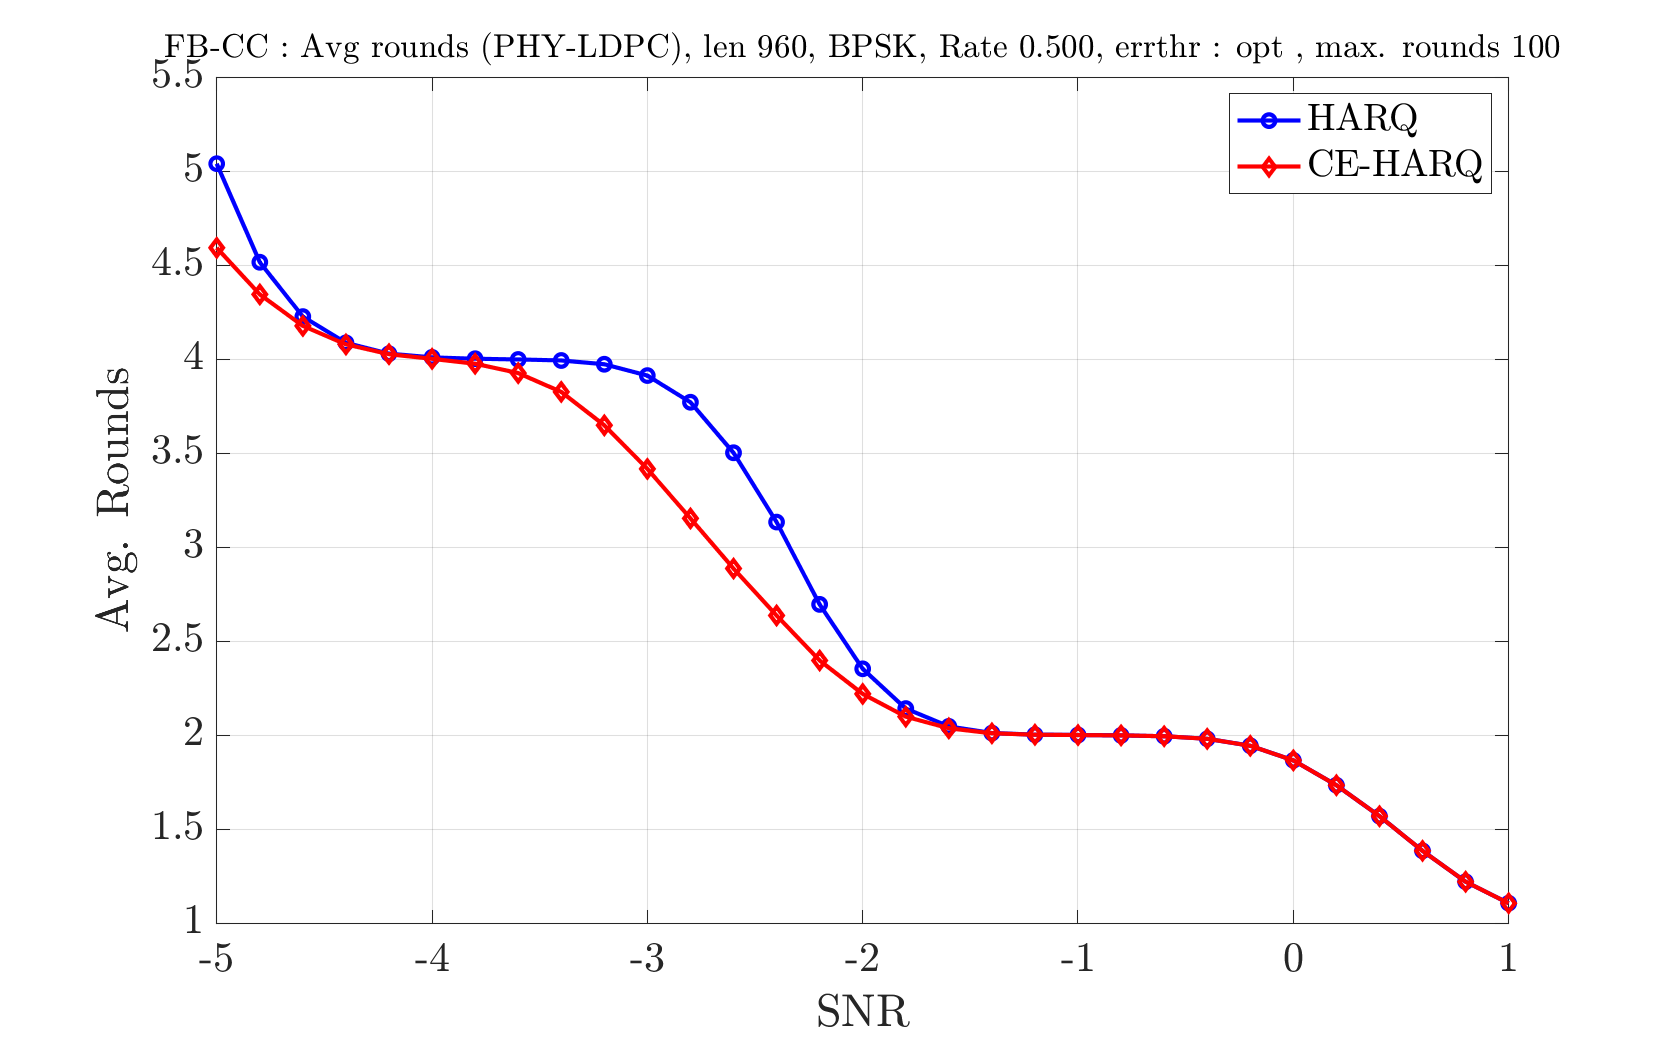 FB-CC : Avg rounds (PHY-LDPC), len 960, BPSK, Rate 0.500, errthr : opt , max. rounds 100
HARQ
CE-HARQ
5.5
5
4.5
4
3.5
3
2.5
2
1.5
1
Avg. Rounds
-5 -4 -3 -2 -1 0 1
SNR